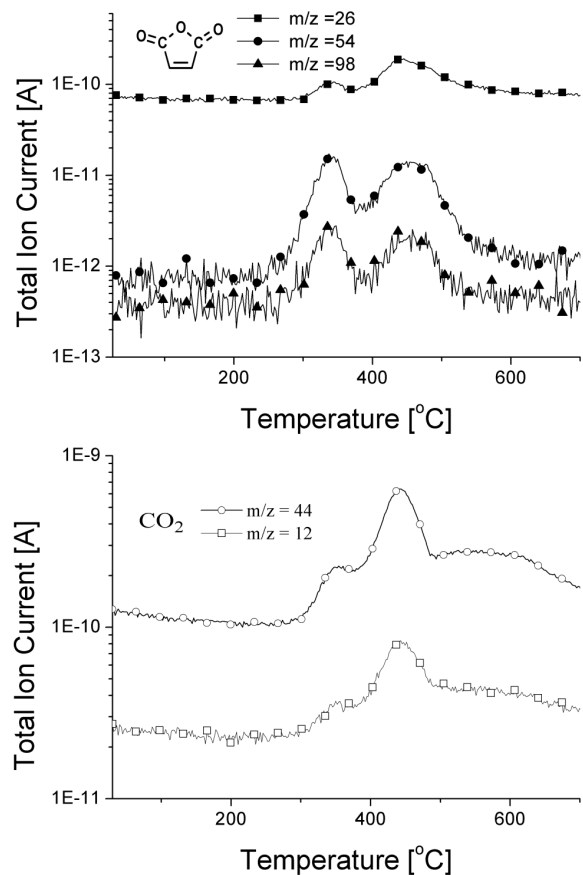 O
O
O
m/z =26
m/z =54
m/z =98
1E-10
1E-11
1E-12
1E-13
Total Ion Current [A]
200
400
600
Temperature [°C]
1E-9
CO₂
m/z = 44
m/z = 12
1E-10
1E-11
Total Ion Current [A]
200
400
600
Temperature [°C]